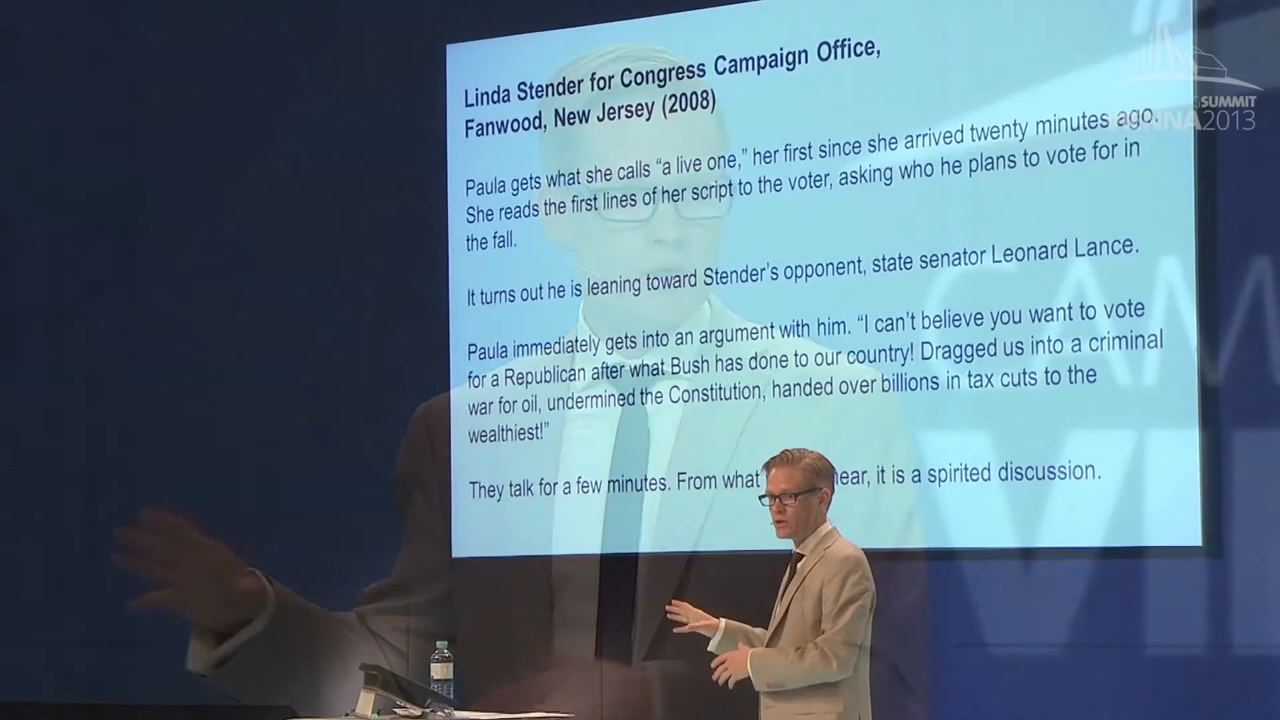 Linda Stender for Congress Campaign Office,
Fanwood, New Jersey (2008)
Paula gets what she calls “a live one,” her first since she arrived twenty minutes ago.
She reads the first lines of her script to the voter, asking who he plans to vote for in
the fall.
It turns out he is leaning toward Stender’s opponent, state senator Leonard Lance.
Paula immediately gets into an argument with him. “I can’t believe you want to vote
for a Republican after what Bush has done to our country! Dragged us into a criminal
war for oil, undermined the Constitution, handed over billions in tax cuts to the
wealthiest!”
They talk for a few minutes. From what hear, it is a spirited discussion.
SUMMIT
2013